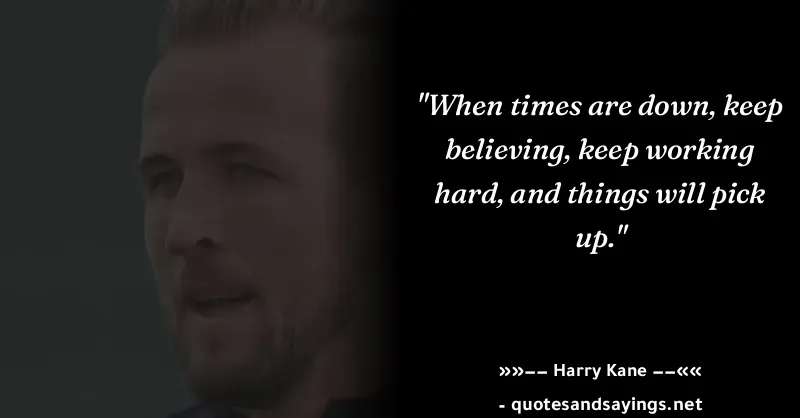 "When times are down, keep
believing, keep working
hard, and things will pick
up."
»»–– Harry Kane ––««
- quotesandsayings.net